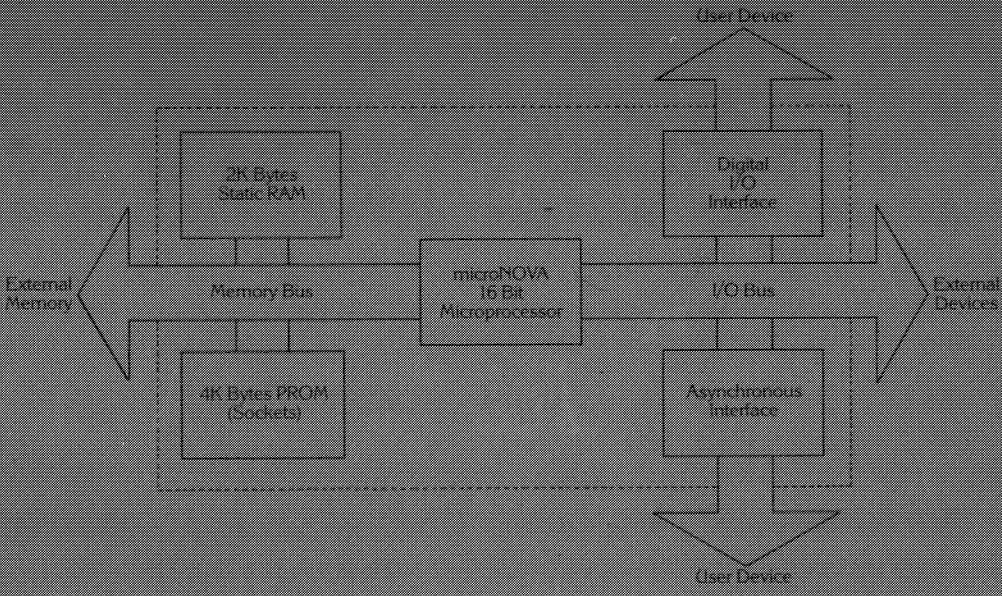 User Device
2K Bytes
Static RAM
Digital
I/O
Interface
External
Memory
Memory Bus
microNOVA
16 Bit
Microprocessor
I/O Bus
External
Devices
4K Bytes PROM
(Sockets)
Asynchronous
Interface
User Device